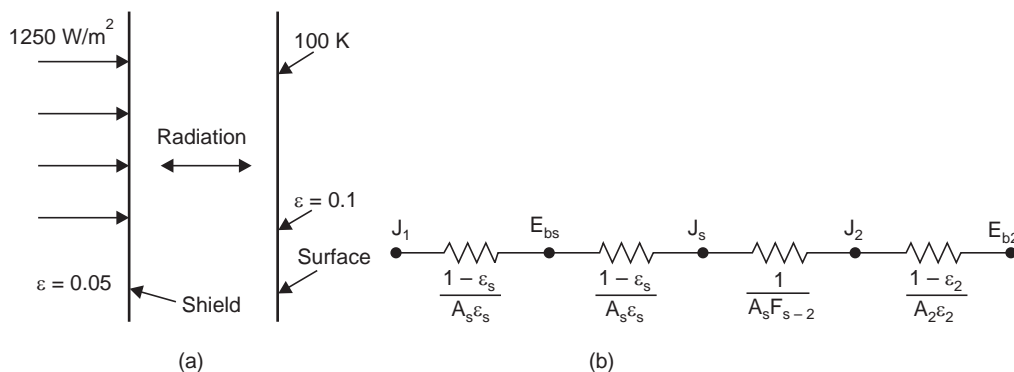 1250 W/m²
100 K
Radiation
ε = 0.1
Surface
ε = 0.05
Shield
(a)
J₁ E_bs J_s J₂ E_b2
1 – ε_s / A_sε_s 1 – ε_s / A_sε_s 1 / A_sF_s – 2 1 – ε₂ / A₂ε₂
(b)